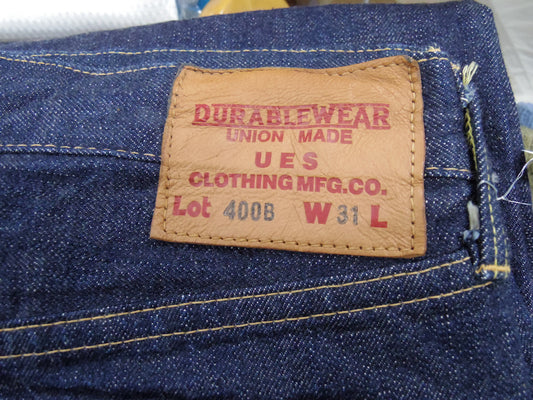 DURABLEWEAR
UNION MADE
UES
CLOTHING MFG. CO.
Lot 400B W 31 L